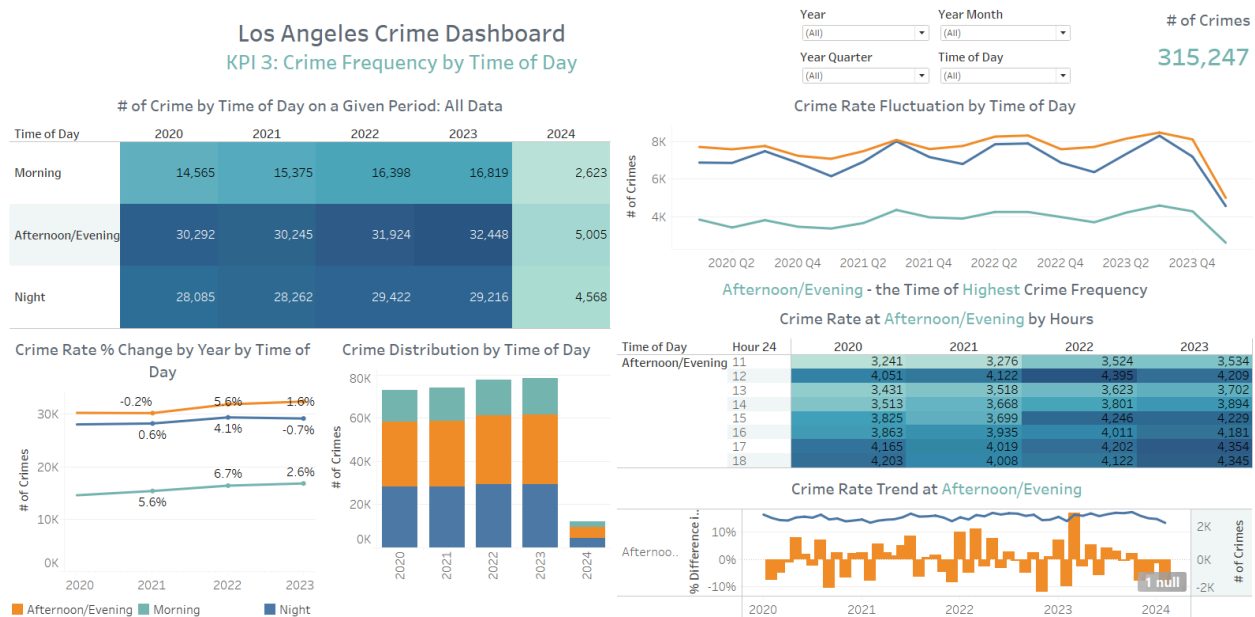 Los Angeles Crime Dashboard
KPI 3: Crime Frequency by Time of Day
Year
(All)
Year Month
(All)
Year Quarter
(All)
Time of Day
(All)
# of Crimes
315,247
# of Crime by Time of Day on a Given Period: All Data
Time of Day 2020 2021 2022 2023 2024
Morning 14,565 15,375 16,398 16,819 2,623
Afternoon/Evening 30,292 30,245 31,924 32,448 5,005
Night 28,085 28,262 29,422 29,216 4,568
Crime Rate Fluctuation by Time of Day
# of Crimes
8K
6K
4K
2020 Q2 2020 Q4 2021 Q2 2021 Q4 2022 Q2 2022 Q4 2023 Q2 2023 Q4
Afternoon/Evening - the Time of Highest Crime Frequency
Crime Rate % Change by Year by Time of
Day
# of Crimes
30K
20K
10K
0K
-0.2% 5.6% 1.6%
0.6% 4.1% -0.7%
5.6% 6.7% 2.6%
2020 2021 2022 2023
Afternoon/Evening Morning Night
Crime Distribution by Time of Day
# of Crimes
80K
60K
40K
20K
0K
2020 2021 2022 2023 2024
Crime Rate at Afternoon/Evening by Hours
Time of Day Hour 24 2020 2021 2022 2023
Afternoon/Evening 11 3,241 3,276 3,524 3,534
12 4,051 4,122 4,395 4,209
13 3,431 3,518 3,623 3,702
14 3,513 3,668 3,801 3,894
15 3,825 3,699 4,246 4,229
16 3,863 3,935 4,011 4,181
17 4,165 4,019 4,202 4,354
18 4,203 4,008 4,122 4,345
Crime Rate Trend at Afternoon/Evening
Afternoo..
% Difference I..
10%
0%
-10%
2K
0K
-2K
# of Crimes
1 null
2020 2021 2022 2023 2024